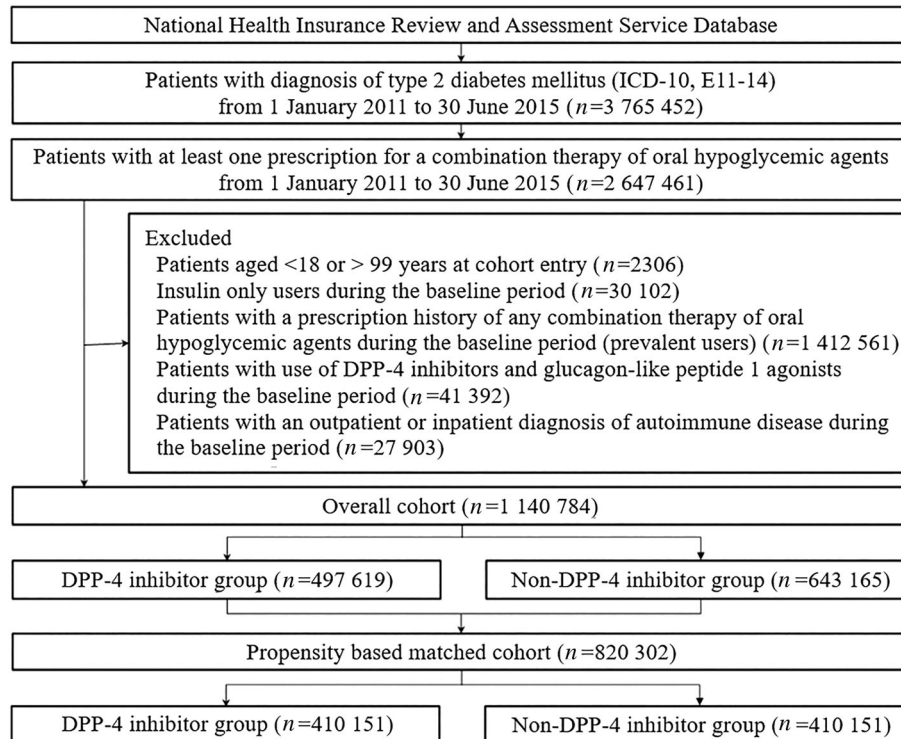 National Health Insurance Review and Assessment Service Database
Patients with diagnosis of type 2 diabetes mellitus (ICD-10, E11-14)
from 1 January 2011 to 30 June 2015 (n=3 765 452)
Patients with at least one prescription for a combination therapy of oral hypoglycemic agents
from 1 January 2011 to 30 June 2015 (n=2 647 461)
Excluded
Patients aged <18 or > 99 years at cohort entry (n=2306)
Insulin only users during the baseline period (n=30 102)
Patients with a prescription history of any combination therapy of oral
hypoglycemic agents during the baseline period (prevalent users) (n=1 412 561)
Patients with use of DPP-4 inhibitors and glucagon-like peptide 1 agonists
during the baseline period (n=41 392)
Patients with an outpatient or inpatient diagnosis of autoimmune disease during
the baseline period (n=27 903)
Overall cohort (n=1 140 784)
DPP-4 inhibitor group (n=497 619)
Non-DPP-4 inhibitor group (n=643 165)
Propensity based matched cohort (n=820 302)
DPP-4 inhibitor group (n=410 151)
Non-DPP-4 inhibitor group (n=410 151)